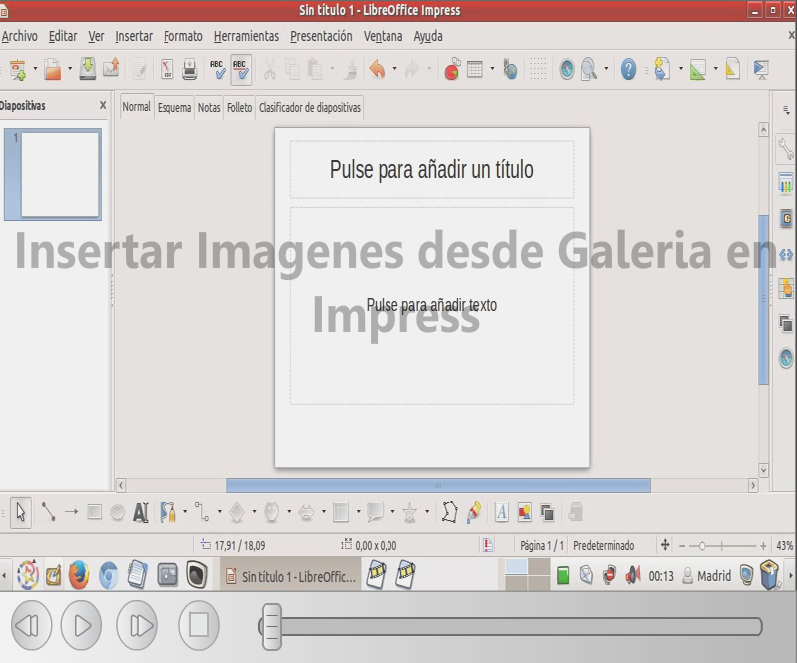 Sin título 1 - LibreOffice Impress
Archivo Editar Ver Insertar Formato Herramientas Presentación Ventana Ayuda
Diapositivas
Normal Esquema Notas Folleto Clasificador de diapositivas
1
Pulse para añadir un título
Insertar Imagenes desde Galeria en
Impress
Pulse para añadir texto
17,91 / 18,09 0,00 x 0,00 Página 1 / 1 Predeterminado 43%
Sin título 1 - LibreOffic... 00:13 Madrid